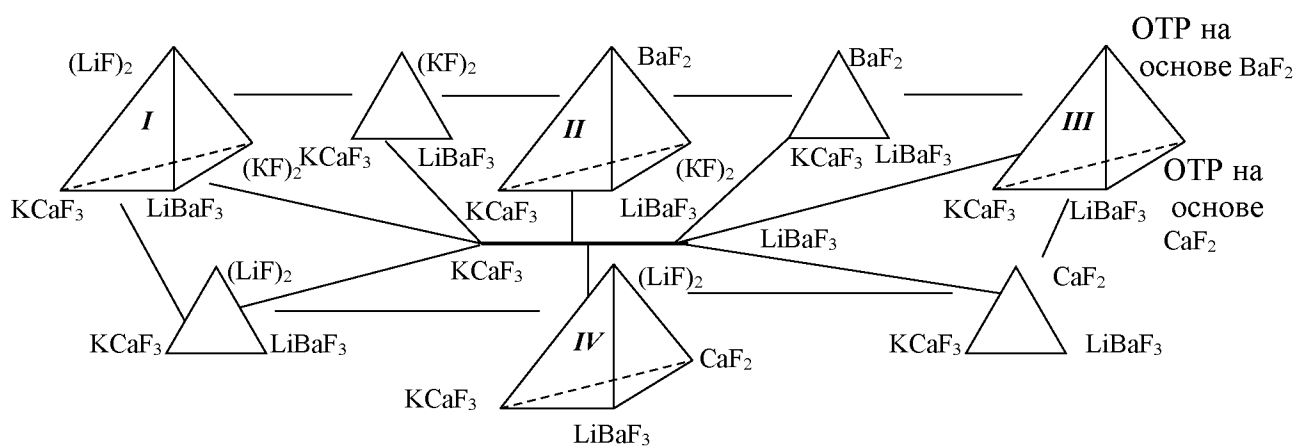 (LiF)₂
I
KCaF₃
LiBaF₃
(KF)₂
(KF)₂
KCaF₃
LiBaF₃
BaF₂
II
(KF)₂
KCaF₃
LiBaF₃
BaF₂
KCaF₃
LiBaF₃
ОТР на
основе BaF₂
III
ОТР на
основе
CaF₂
KCaF₃
LiBaF₃
KCaF₃
LiBaF₃
(LiF)₂
KCaF₃
LiBaF₃
(LiF)₂
IV
CaF₂
KCaF₃
LiBaF₃
CaF₂
KCaF₃
LiBaF₃